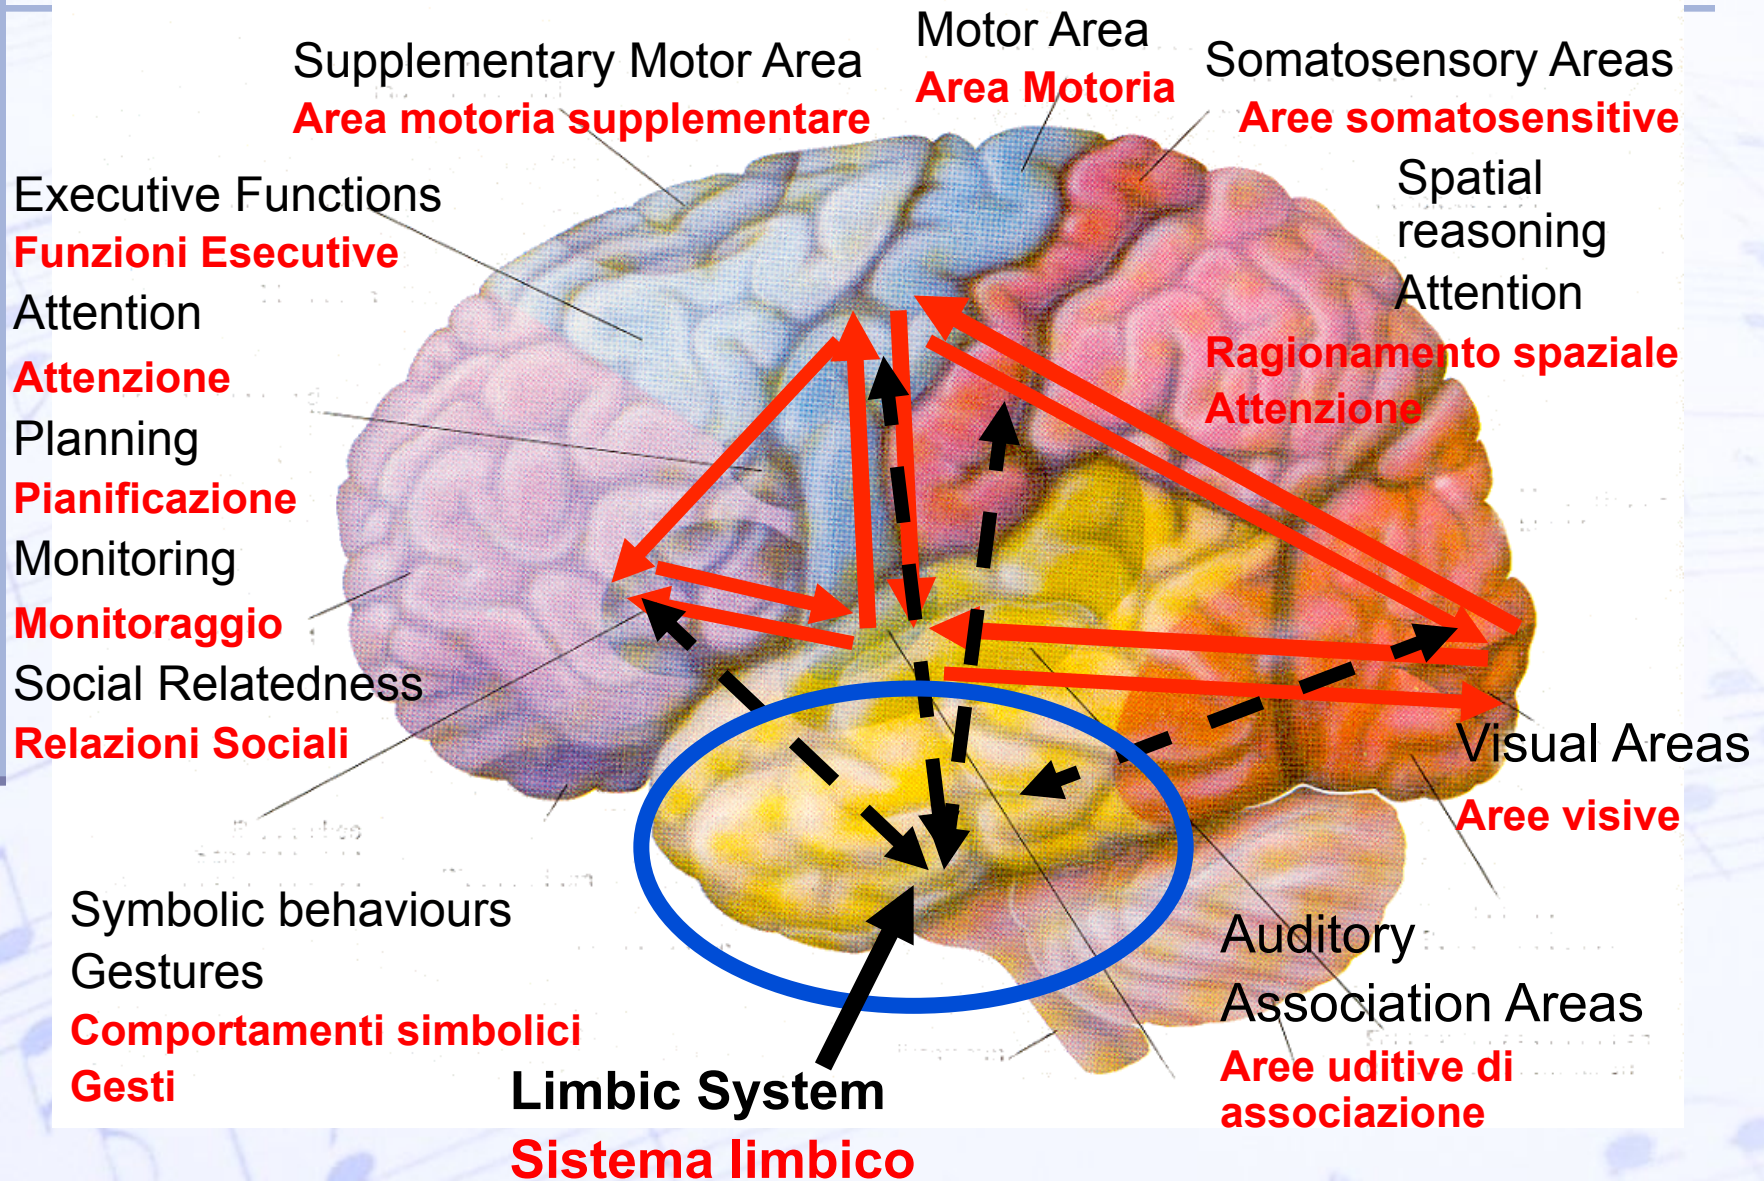 Supplementary Motor Area
Area motoria supplementare
Motor Area
Area Motoria
Somatosensory Areas
Aree somatosensitive
Executive Functions
Funzioni Esecutive
Attention
Attenzione
Planning
Pianificazione
Monitoring
Monitoraggio
Social Relatedness
Relazioni Sociali
Spatial
reasoning
Attention
Ragionamento spaziale
Attenzione
Visual Areas
Aree visive
Symbolic behaviours
Gestures
Comportamenti simbolici
Gesti
Limbic System
Sistema limbico
Auditory
Association Areas
Aree uditive di
associazione